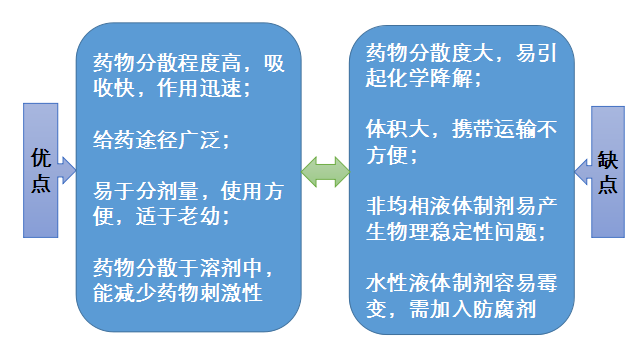 优点
药物分散程度高，吸
收快，作用迅速；
给药途径广泛；
易于分剂量，使用方
便，适于老幼；
药物分散于溶剂中，
能减少药物刺激性
药物分散度大，易引
起化学降解；
体积大，携带运输不
方便；
非均相液体制剂易产
生物理稳定性问题；
水性液体制剂容易霉
变，需加入防腐剂
缺点